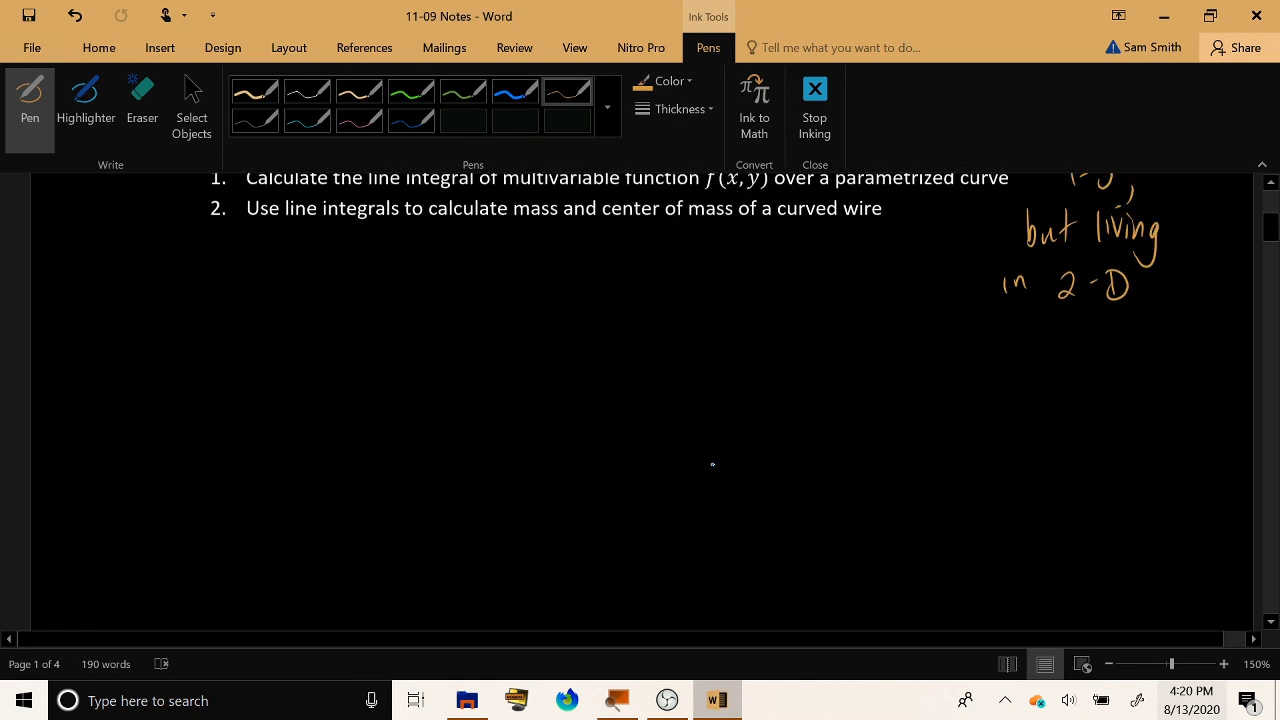 11-09 Notes - Word
Ink Tools
File
Home
Insert
Design
Layout
References
Mailings
Review
View
Nitro Pro
Pens
Tell me what you want to do...
Sam Smith
Share
Pen
Highlighter
Eraser
Select Objects
Color
Thickness
Ink to Math
Stop Inking
Write
Pens
Convert
Close
1. Calculate the line integral of multivariable function f(x, y) over a parametrized curve
2. Use line integrals to calculate mass and center of mass of a curved wire
but living
in 2-D
Page 1 of 4
190 words
150%
Type here to search
4:20 PM
8/13/2020
1